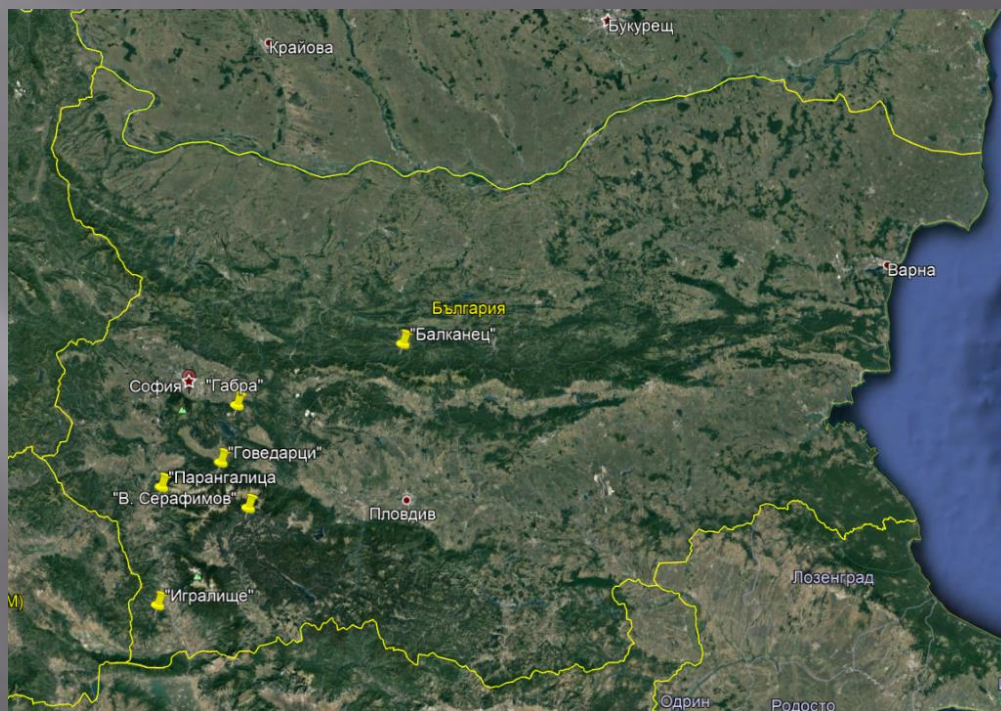 Букурещ
Крайова
Варна
България
"Балканец"
София
"Габра"
"Говедарци"
"Парангалица
"В. Серафимов"
Пловдив
Лозенград
"Игралище"
М)
Одрин
Родосто